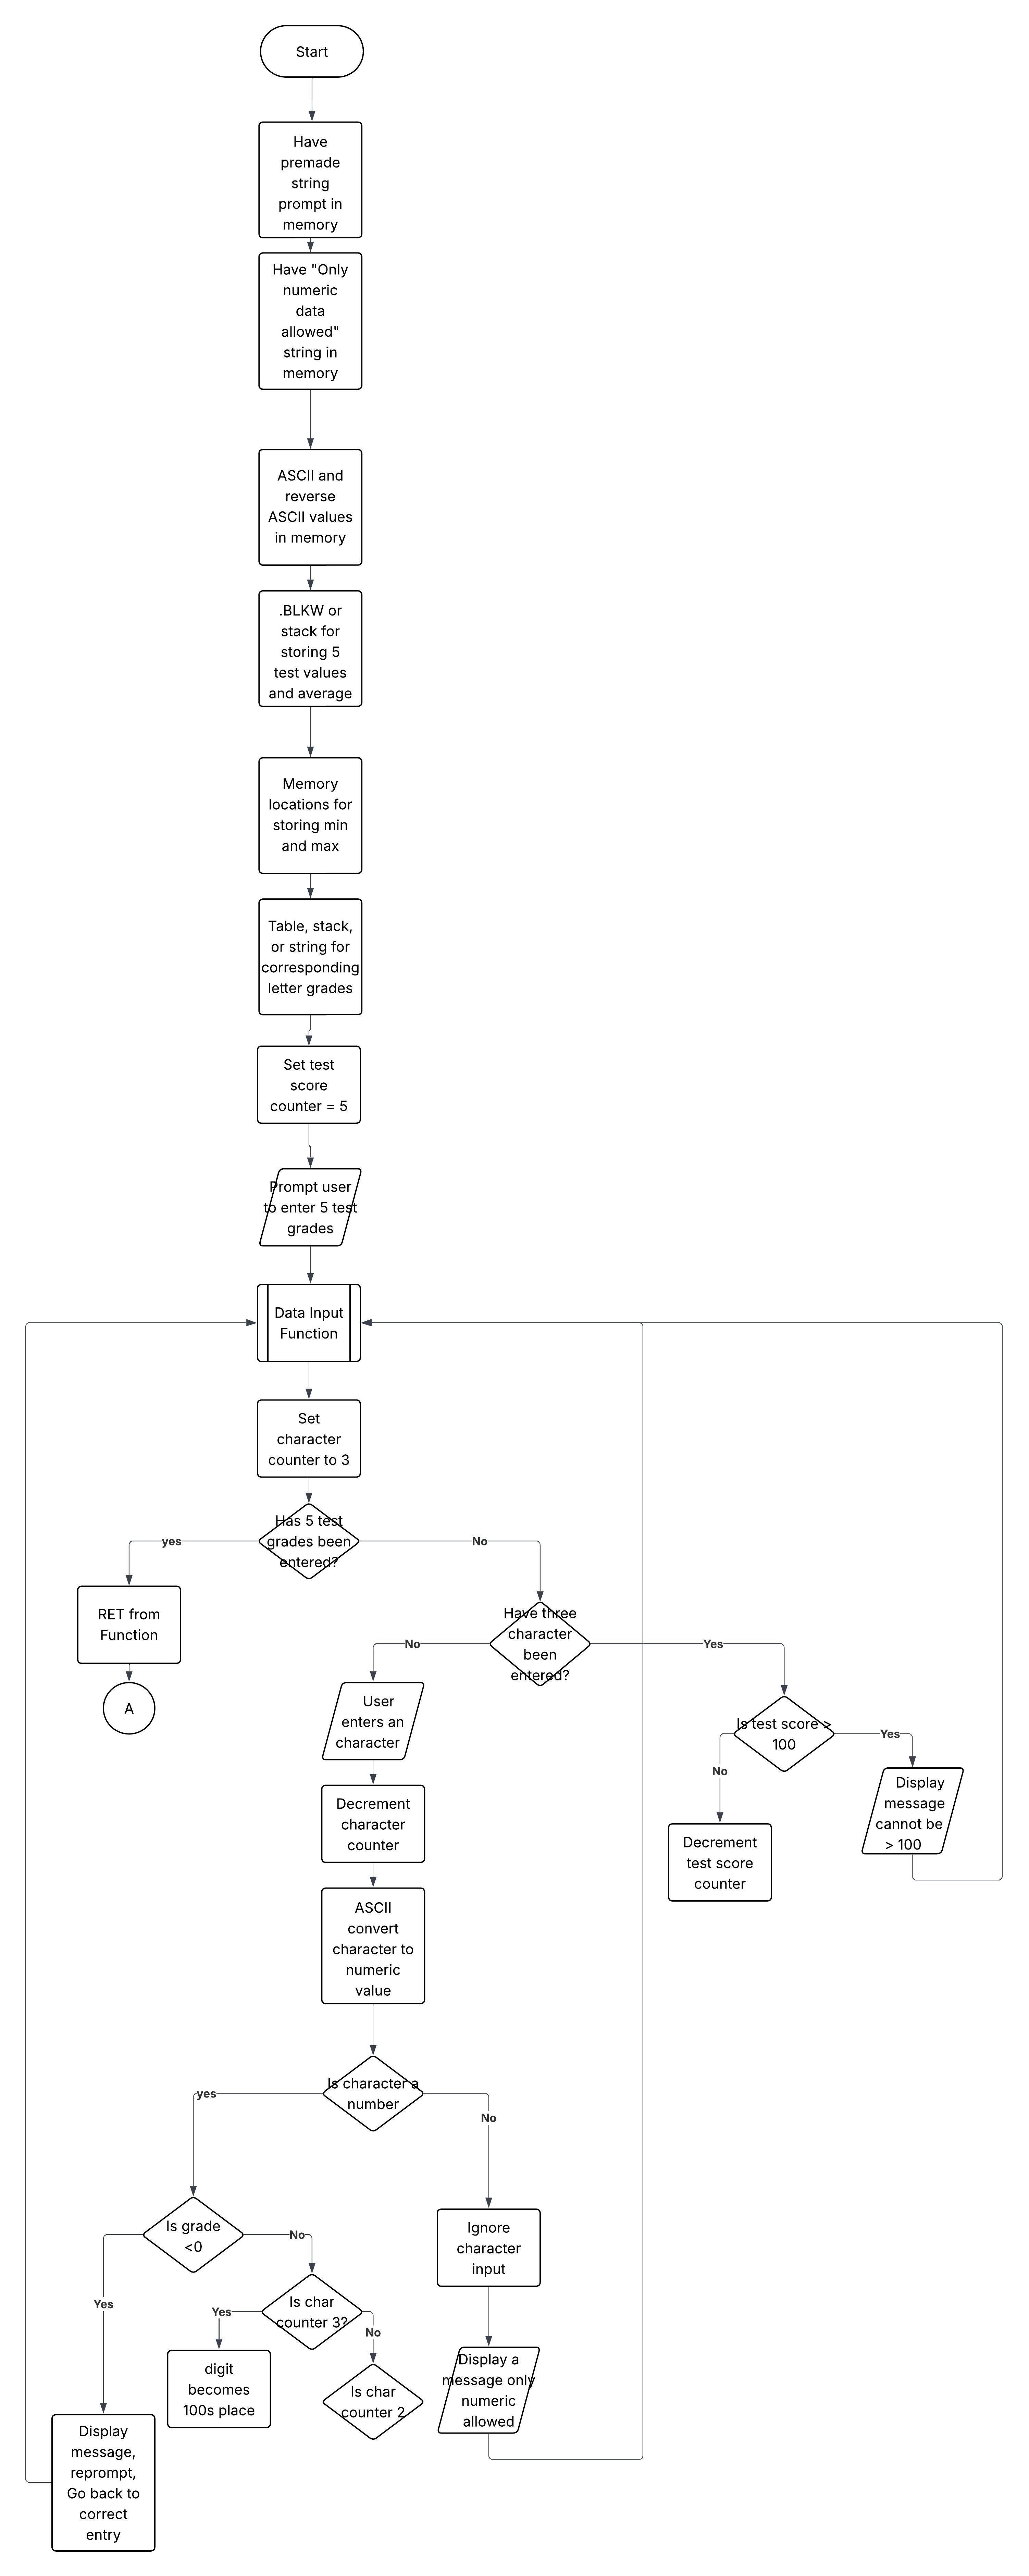 Start
Have
premade
string
prompt in
memory
Have "Only
numeric
data
allowed"
string in
memory
ASCII and
reverse
ASCII values
in memory
.BLKW or
stack for
storing 5
test values
and average
Memory
locations for
storing min
and max
Table, stack,
or string for
corresponding
letter grades
Set test
score
counter = 5
Prompt user
to enter 5 test
grades
Data Input
Function
Set
character
counter to 3
Has 5 test
grades been
entered?
yes
No
RET from
Function
A
Have three
character
been
entered?
No
Yes
User
enters an
character
Is test score >
100
No
Yes
Display
message
cannot be
> 100
Decrement
test score
counter
Decrement
character
counter
ASCII
convert
character to
numeric
value
Is character a
number
yes
No
Is grade
<0
Yes
No
Ignore
character
input
Is char
counter 3?
Yes
No
digit
becomes
100s place
Is char
counter 2
Display a
message only
numeric
allowed
Display
message,
reprompt,
Go back to
correct
entry